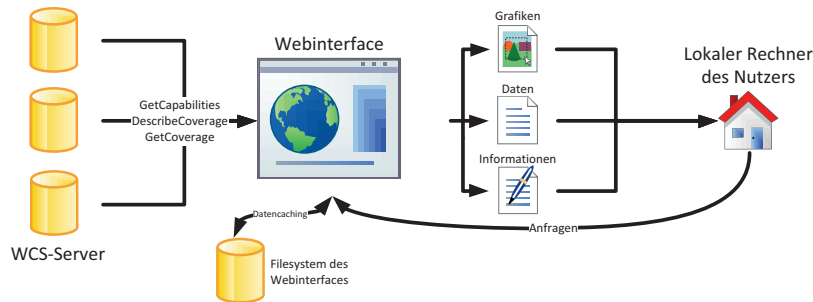 Webinterface
GetCapabilities
DescribeCoverage
GetCoverage
Grafiken
Daten
Informationen
Lokaler Rechner
des Nutzers
WCS-Server
Datencaching
Anfragen
Filesystem des
Webinterfaces